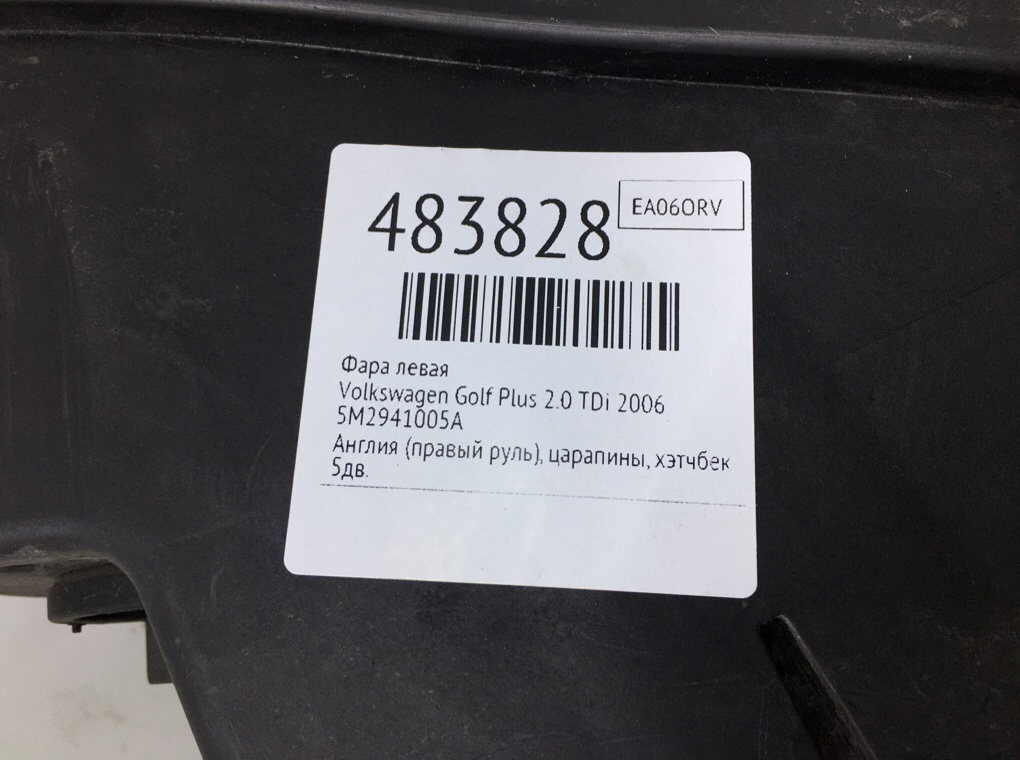 483828
EA06ORV
Фара левая
Volkswagen Golf Plus 2.0 TDi 2006
5M2941005A
Англия (правый руль), царапины, хэтчбек
5дв.